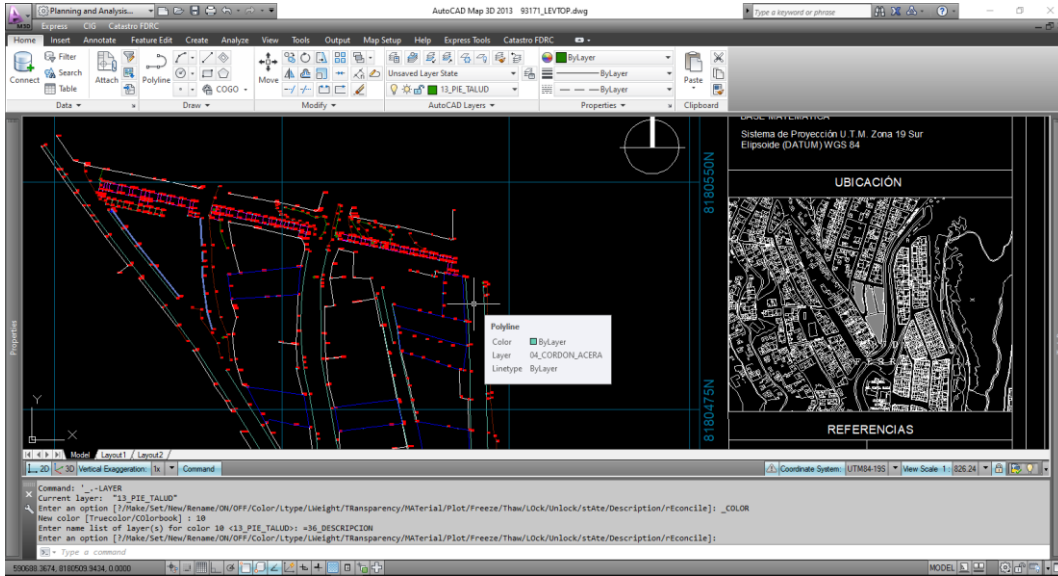 Planning and Analysis...
AutoCAD Map 3D 2013 93171_LEVTOP.dwg
Type a keyword or phrase
M3D
Express CIG Catastro FDRC
Home Insert Annotate Feature Edit Create Analyze View Tools Output Map Setup Help Express Tools Catastro FDRC
Filter
Search
Table
Connect
Attach
Polyline
COGO
Move
Unsaved Layer State
13_PIE_TALUD
ByLayer
ByLayer
ByLayer
Paste
Data
Draw
Modify
AutoCAD Layers
Properties
Clipboard
BASE MATEMATICA
Sistema de Proyección U.T.M. Zona 19 Sur
Elipsoide (DATUM) WGS 84
UBICACIÓN
8180550N
8180475N
REFERENCIAS
Properties
Polyline
Color ByLayer
Layer 04_CORDON_ACERA
Linetype ByLayer
Y
X
Model Layout1 Layout2
2D 3D Vertical Exaggeration: 1x Command
Coordinate System: UTM84-19S View Scale 1 : 826.24
Command: '_.-LAYER
Current layer: "13_PIE_TALUD"
Enter an option [?/Make/Set/New/Rename/ON/OFF/Color/Ltype/LWeight/TRansparency/MATerial/Plot/Freeze/Thaw/LOck/Unlock/stAte/Description/rEconcile]: _COLOR
New color [Truecolor/COlorbook] : 10
Enter name list of layer(s) for color 10 <13_PIE_TALUD>: =36_DESCRIPCION
Enter an option [?/Make/Set/New/Rename/ON/OFF/Color/Ltype/LWeight/TRansparency/MATerial/Plot/Freeze/Thaw/LOck/Unlock/stAte/Description/rEconcile]:
Type a command
590688.3674, 8180509.9434, 0.0000
MODEL